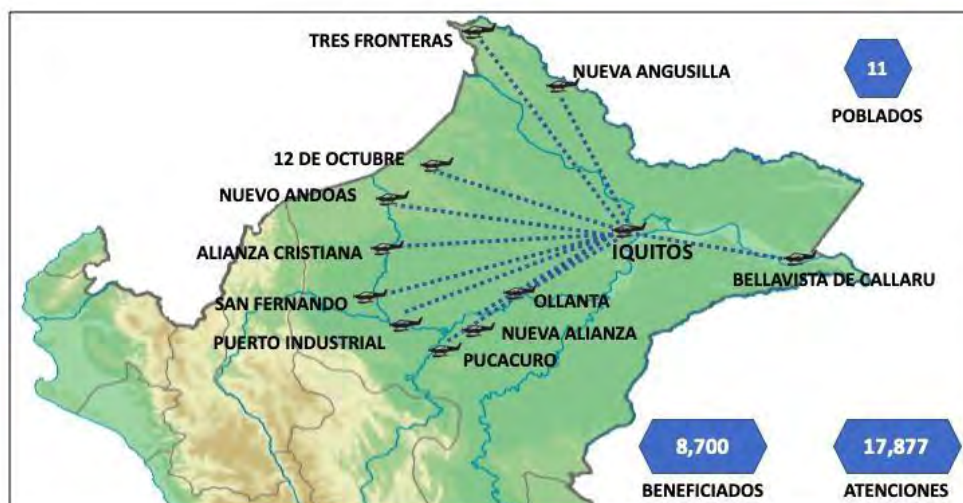 TRES FRONTERAS
NUEVA ANGUSILLA
11
POBLADOS
12 DE OCTUBRE
NUEVO ANDOAS
ALIANZA CRISTIANA
IQUITOS
BELLAVISTA DE CALLARU
SAN FERNANDO
OLLANTA
PUERTO INDUSTRIAL
NUEVA ALIANZA
PUCACURO
8,700
BENEFICIADOS
17,877
ATENCIONES